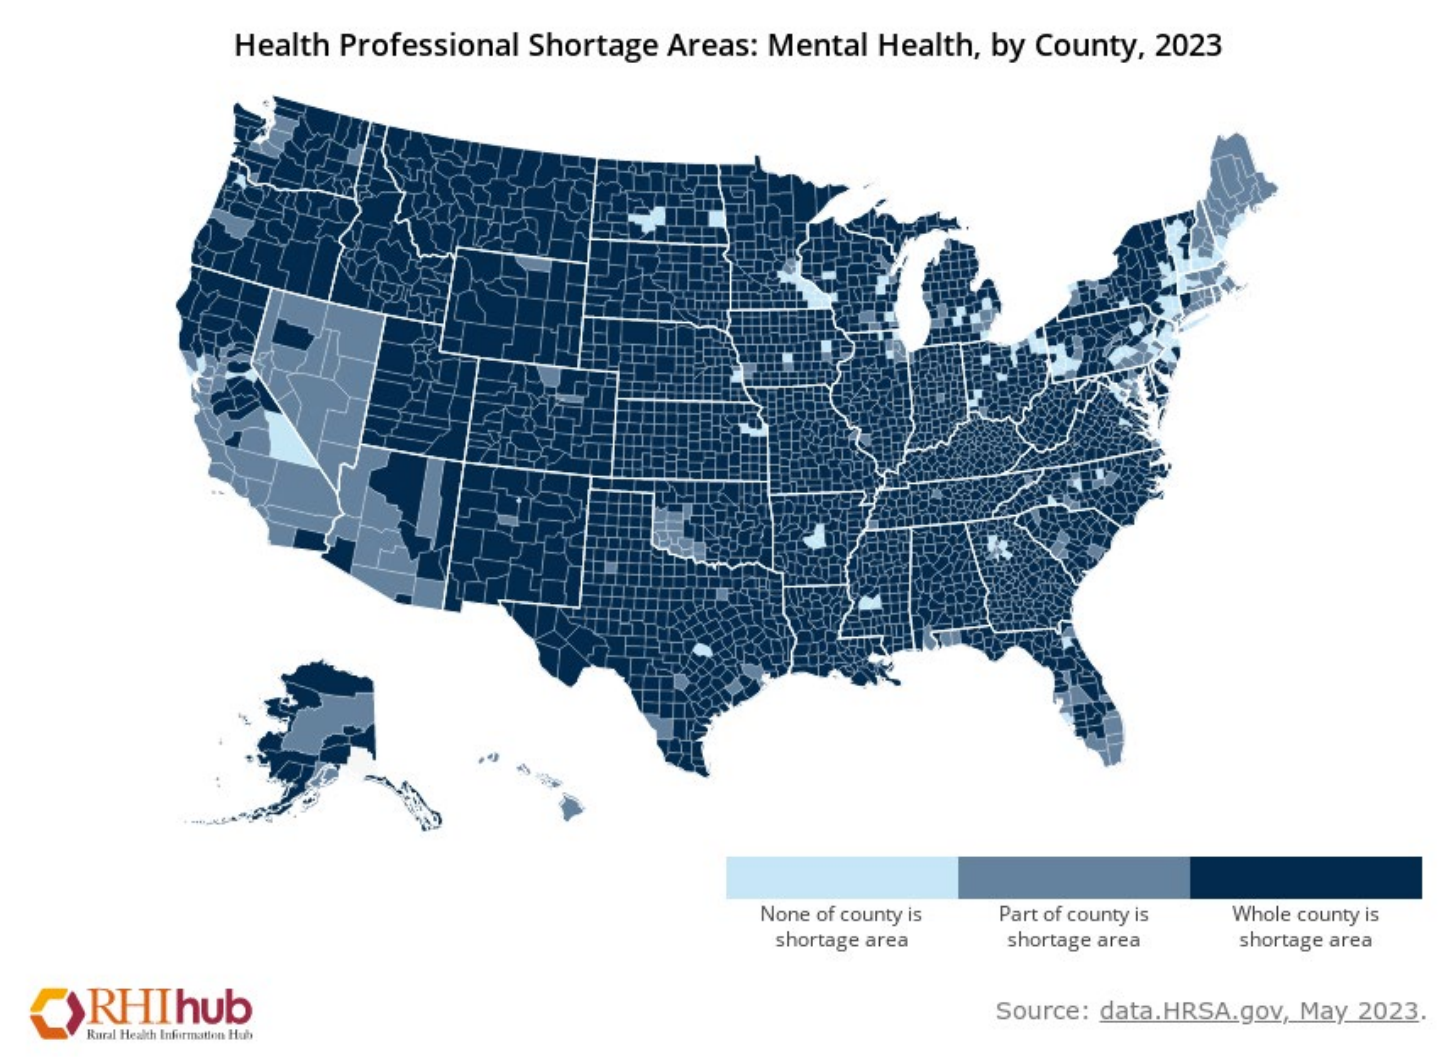 Health Professional Shortage Areas: Mental Health, by County, 2023
None of county is
shortage area
Part of county is
shortage area
Whole county is
shortage area
RHIhub
Rural Health Information Hub
Source: data.HRSA.gov, May 2023.